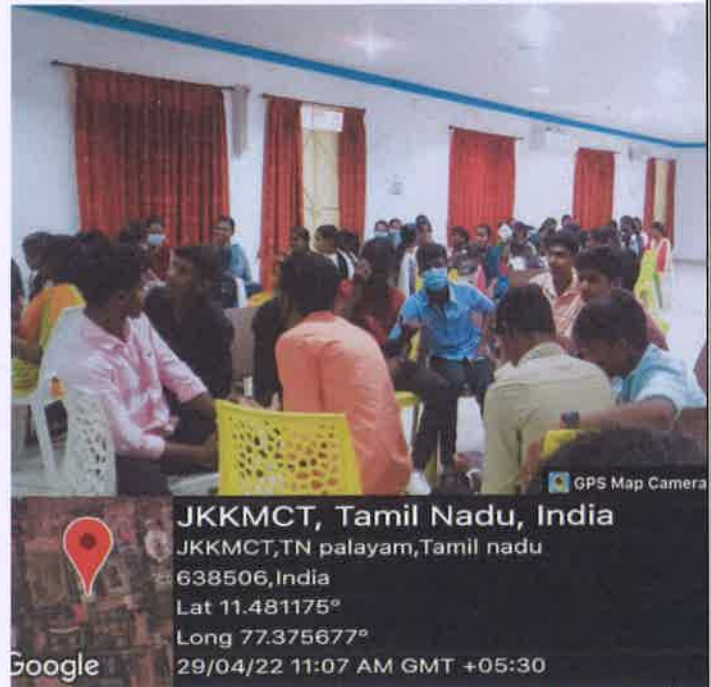 GPS Map Camera
JKKMCT, Tamil Nadu, India
JKKMCT,TN palayam,Tamil nadu
638506,India
Lat 11.481175°
Long 77.375677°
29/04/22 11:07 AM GMT +05:30
Google